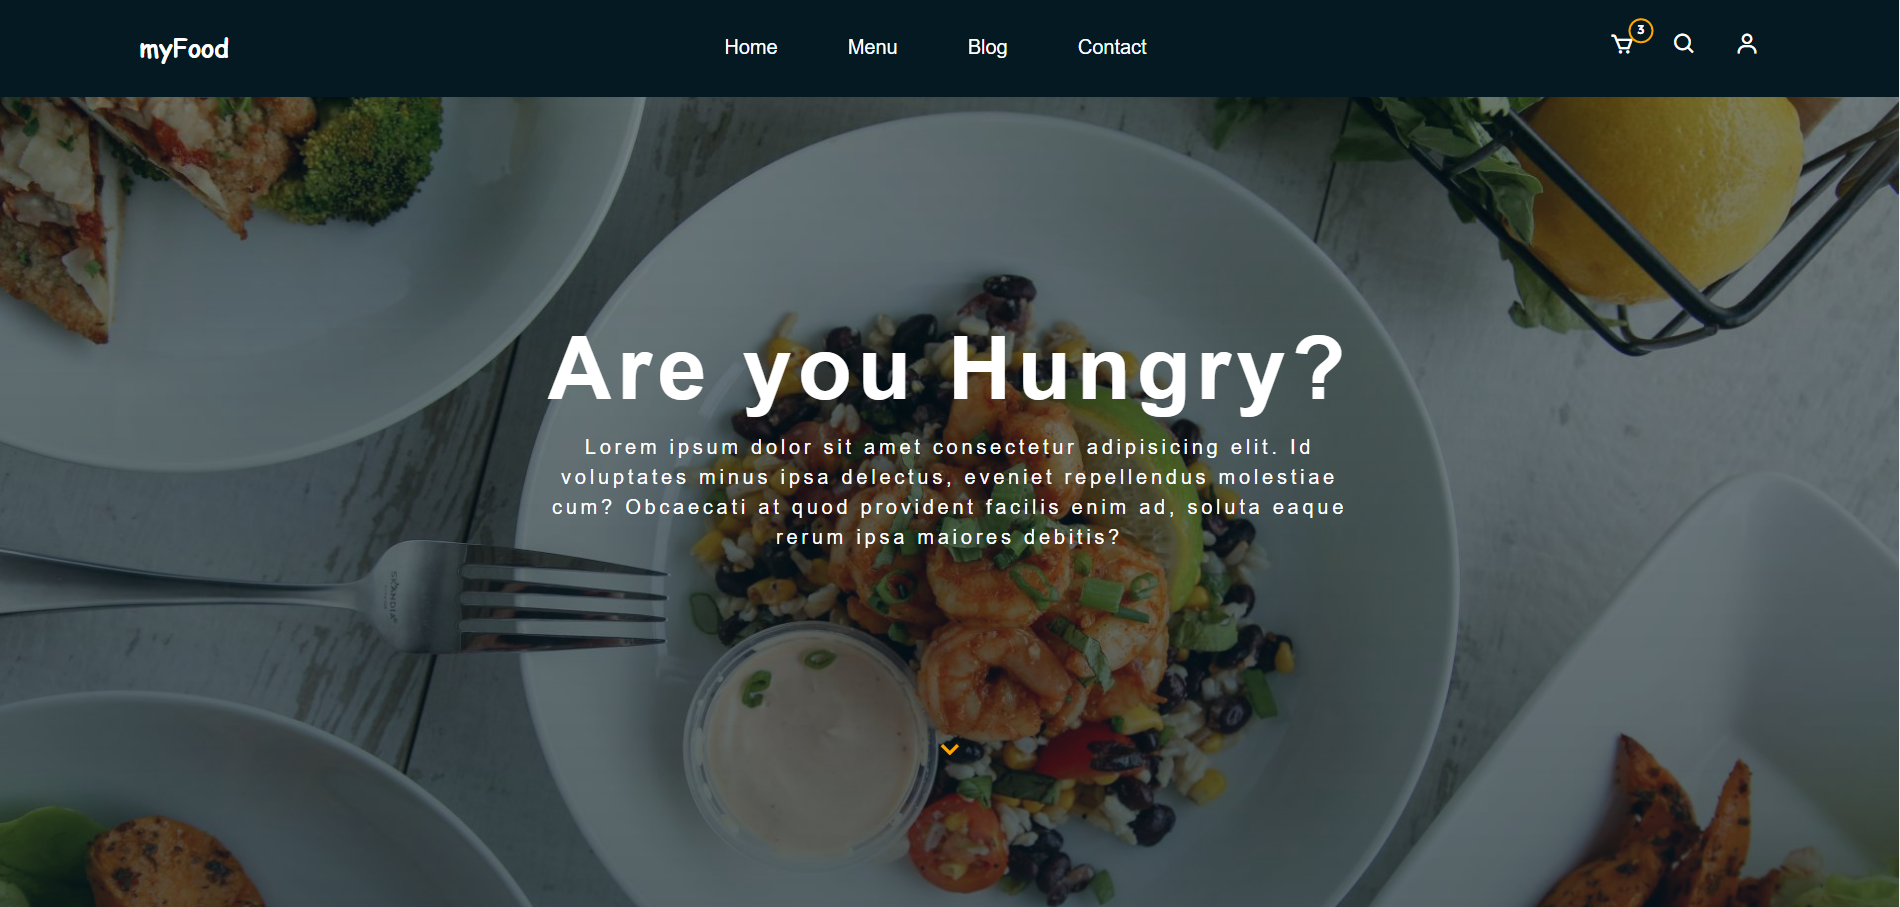 myFood
Home
Menu
Blog
Contact
3
Are you Hungry?
Lorem ipsum dolor sit amet consectetur adipisicing elit. Id
voluptates minus ipsa delectus, eveniet repellendus molestiae
cum? Obcaecati at quod provident facilis enim ad, soluta eaque
rerum ipsa maiores debitis?